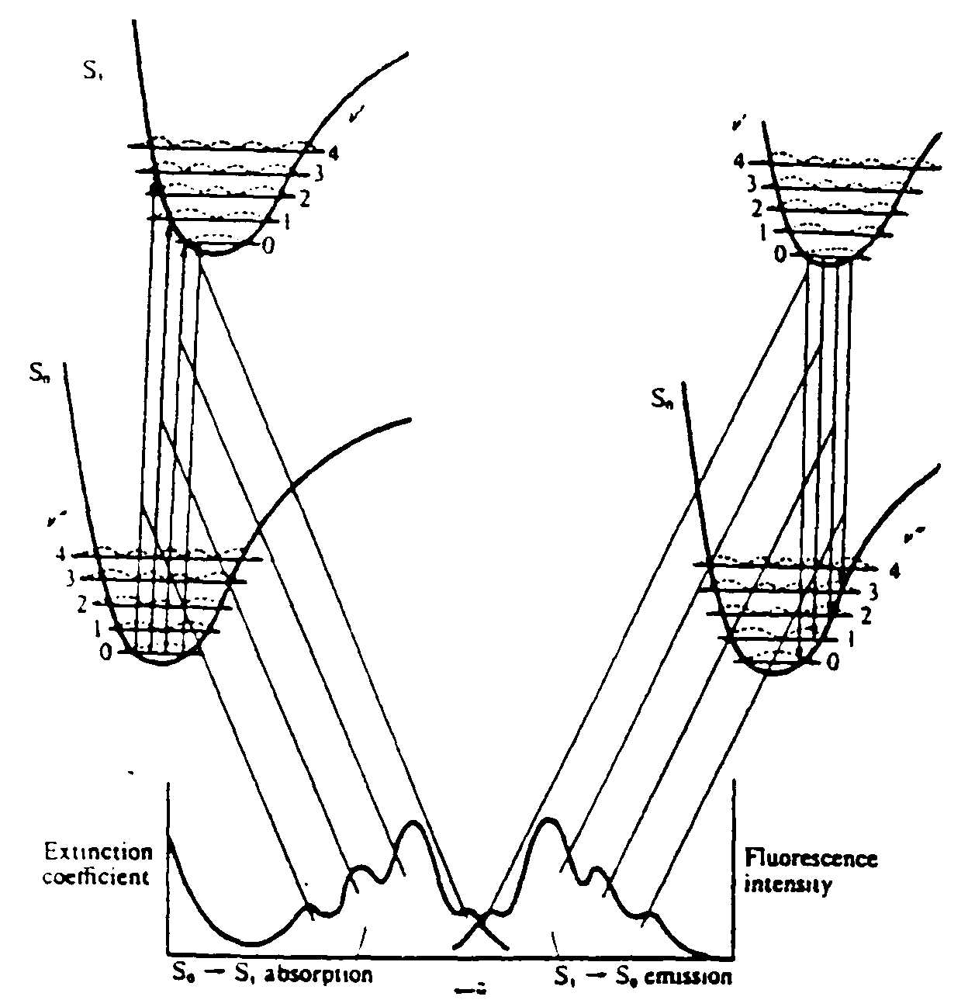 S₁
v'
4
3
2
1
0
v'
4
3
2
1
0
S₀
v"
4
3
2
1
0
S₀
v"
4
3
2
1
0
Extinction
coefficient
Fluorescence
intensity
S₀ — S₁ absorption
S₁ → S₀ emission